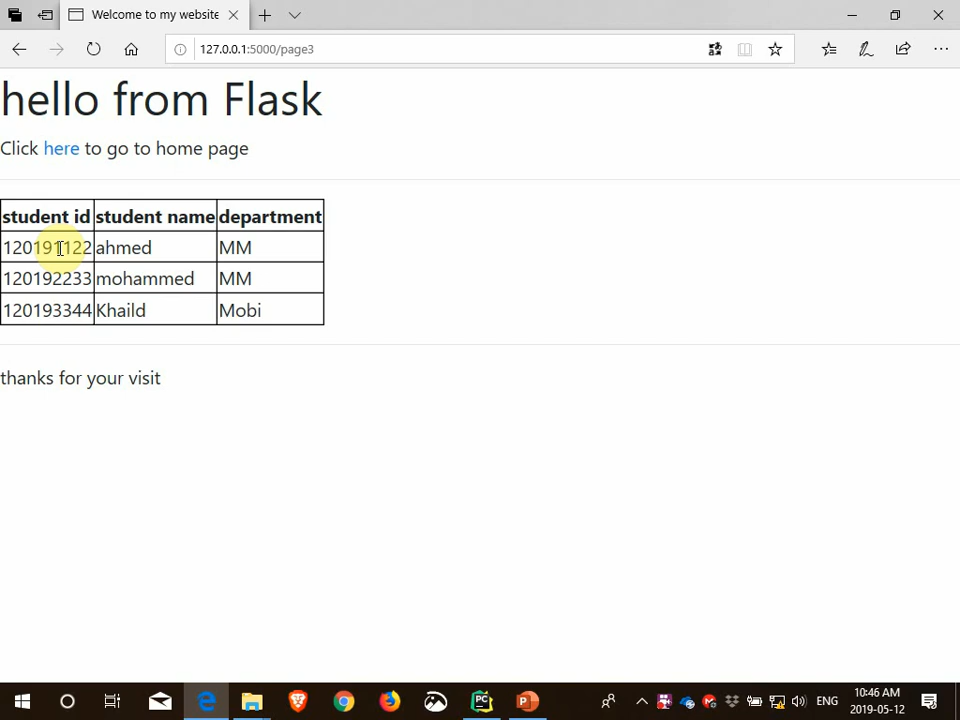 Welcome to my website
127.0.0.1:5000/page3
hello from Flask
Click here to go to home page
student id student name department
120191122 ahmed MM
120192233 mohammed MM
120193344 Khaild Mobi
thanks for your visit
ENG
10:46 AM
2019-05-12